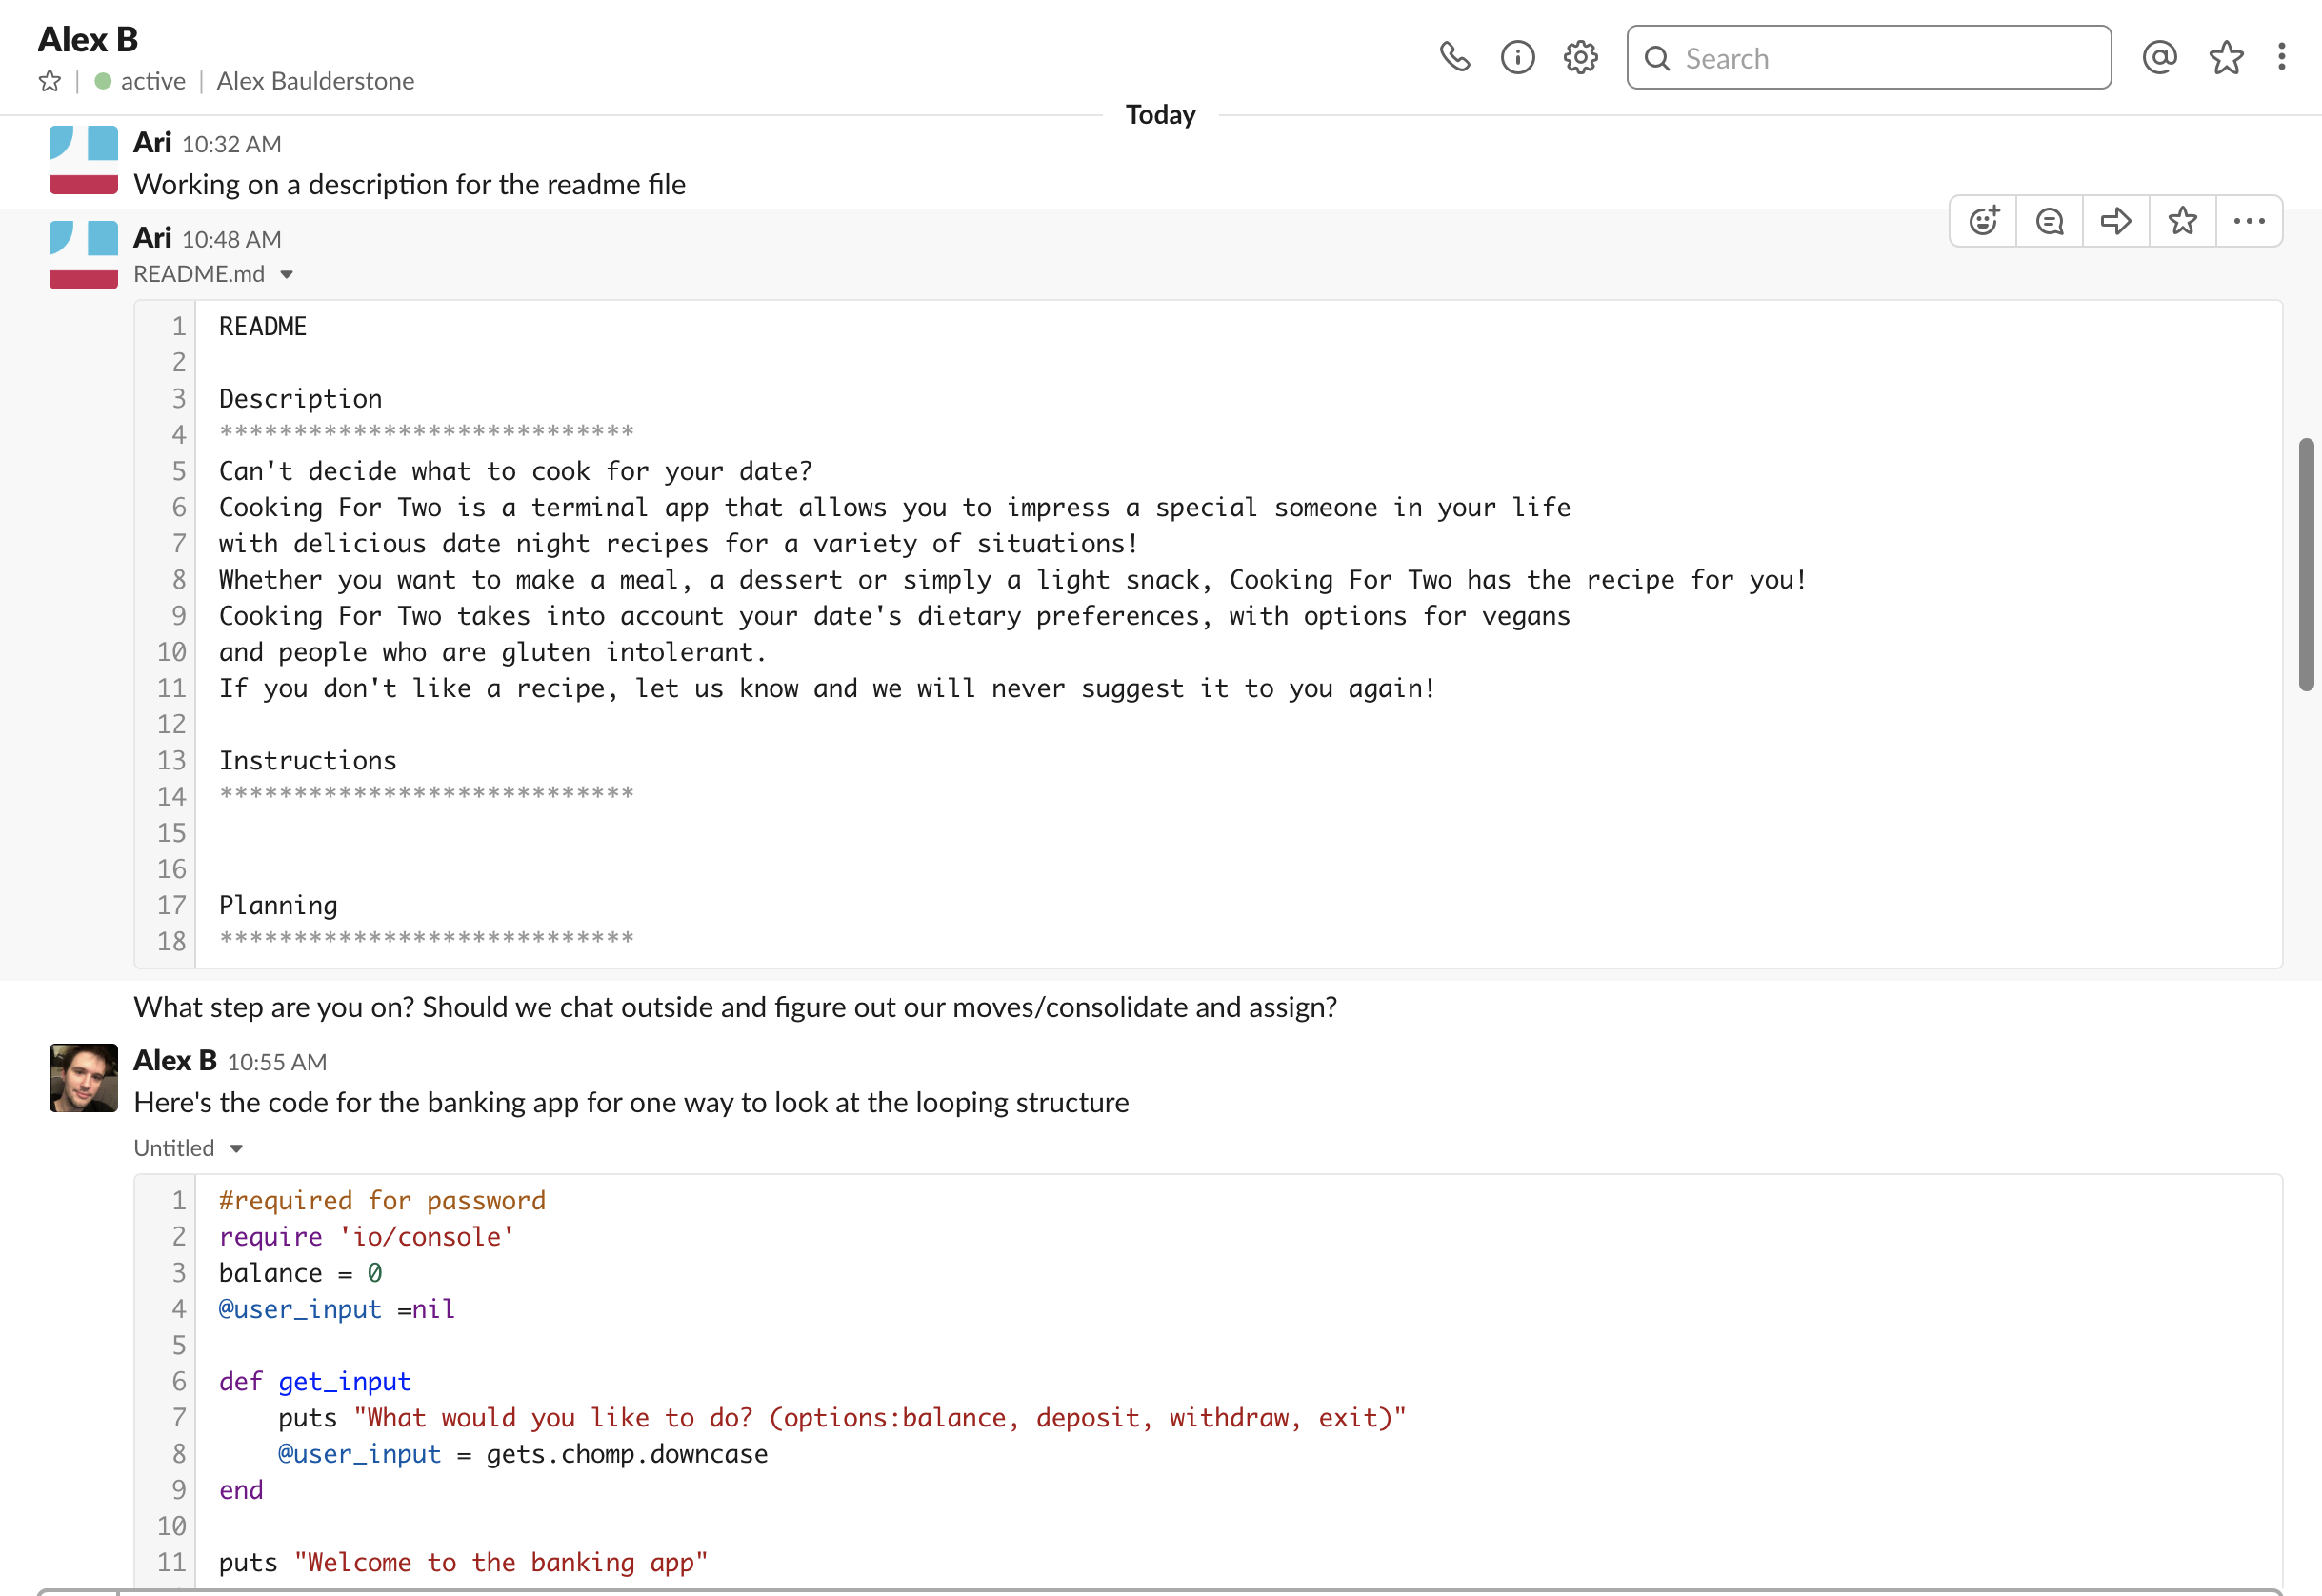 Alex B
active | Alex Baulderstone
Search
Today
Ari 10:32 AM
Working on a description for the readme file
Ari 10:48 AM
README.md
1 README
2
3 Description
4 ****************************
5 Can't decide what to cook for your date?
6 Cooking For Two is a terminal app that allows you to impress a special someone in your life
7 with delicious date night recipes for a variety of situations!
8 Whether you want to make a meal, a dessert or simply a light snack, Cooking For Two has the recipe for you!
9 Cooking For Two takes into account your date's dietary preferences, with options for vegans
10 and people who are gluten intolerant.
11 If you don't like a recipe, let us know and we will never suggest it to you again!
12
13 Instructions
14 ****************************
15
16
17 Planning
18 ****************************
What step are you on? Should we chat outside and figure out our moves/consolidate and assign?
Alex B 10:55 AM
Here's the code for the banking app for one way to look at the looping structure
Untitled
1 #required for password
2 require 'io/console'
3 balance = 0
4 @user_input =nil
5
6 def get_input
7     puts "What would you like to do? (options:balance, deposit, withdraw, exit)"
8     @user_input = gets.chomp.downcase
9 end
10
11 puts "Welcome to the banking app"